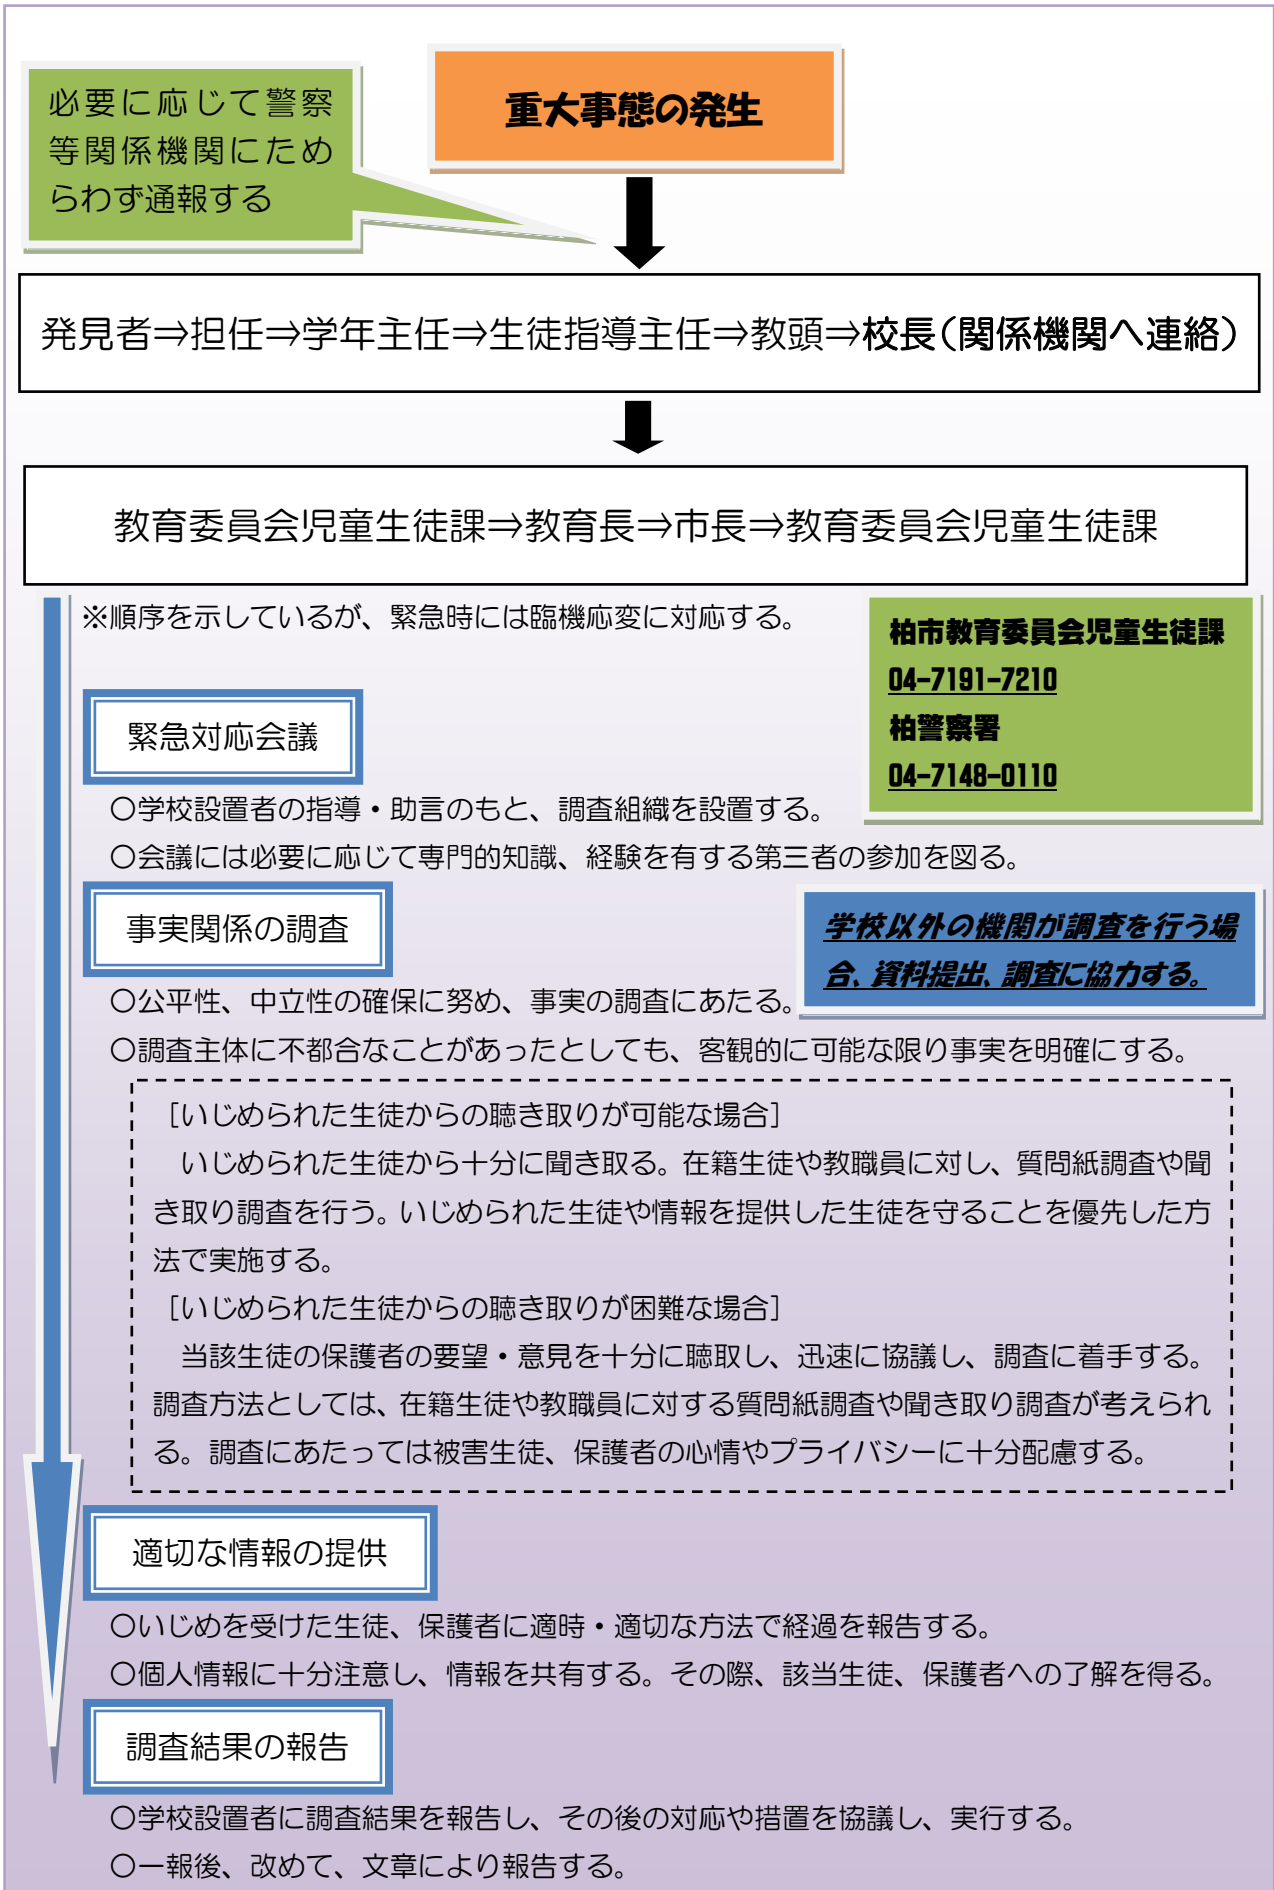 必要に応じて警察
等関係機関にため
らわず通報する
重大事態の発生
発見者⇒担任⇒学年主任⇒生徒指導主任⇒教頭⇒校長(関係機関へ連絡)
教育委員会児童生徒課⇒教育長⇒市長⇒教育委員会児童生徒課
※順序を示しているが、緊急時には臨機応変に対応する。
柏市教育委員会児童生徒課
04-7191-7210
柏警察署
04-7148-0110
緊急対応会議
〇学校設置者の指導・助言のもと、調査組織を設置する。
〇会議には必要に応じて専門的知識、経験を有する第三者の参加を図る。
事実関係の調査
学校以外の機関が調査を行う場
合、資料提出、調査に協力する。
〇公平性、中立性の確保に努め、事実の調査にあたる。
〇調査主体に不都合なことがあったとしても、客観的に可能な限り事実を明確にする。
［いじめられた生徒からの聴き取りが可能な場合］
いじめられた生徒から十分に聞き取る。在籍生徒や教職員に対し、質問紙調査や聞
き取り調査を行う。いじめられた生徒や情報を提供した生徒を守ることを優先した方
法で実施する。
［いじめられた生徒からの聴き取りが困難な場合］
当該生徒の保護者の要望・意見を十分に聴取し、迅速に協議し、調査に着手する。
調査方法としては、在籍生徒や教職員に対する質問紙調査や聞き取り調査が考えられ
る。調査にあたっては被害生徒、保護者の心情やプライバシーに十分配慮する。
適切な情報の提供
〇いじめを受けた生徒、保護者に適時・適切な方法で経過を報告する。
〇個人情報に十分注意し、情報を共有する。その際、該当生徒、保護者への了解を得る。
調査結果の報告
〇学校設置者に調査結果を報告し、その後の対応や措置を協議し、実行する。
〇一報後、改めて、文章により報告する。